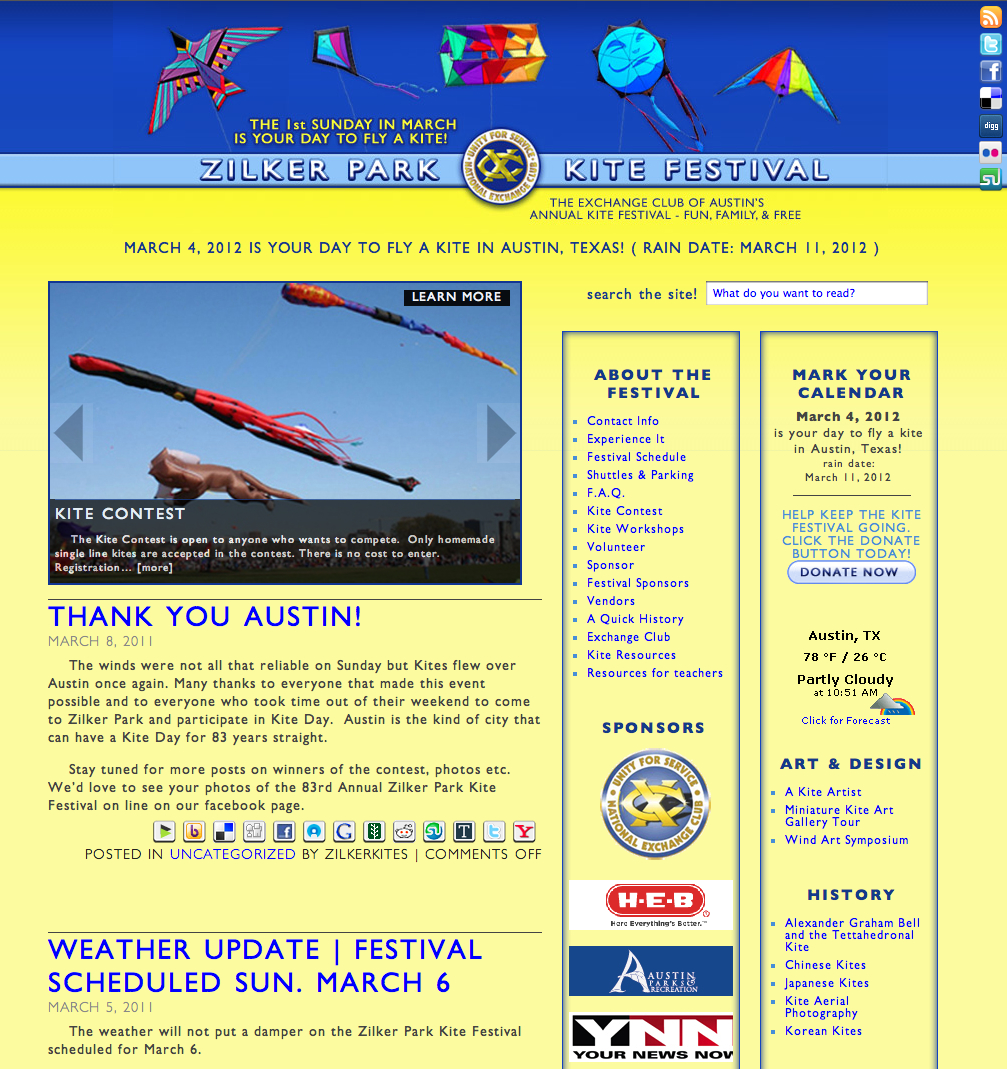 THE 1st SUNDAY IN MARCH
IS YOUR DAY TO FLY A KITE!
ZILKER PARK
KITE FESTIVAL
UNITY FOR SERVICE
NATIONAL EXCHANGE CLUB
digg
THE EXCHANGE CLUB OF AUSTIN'S
ANNUAL KITE FESTIVAL - FUN, FAMILY, & FREE
MARCH 4, 2012 IS YOUR DAY TO FLY A KITE IN AUSTIN, TEXAS! ( RAIN DATE: MARCH 11, 2012 )
LEARN MORE
KITE CONTEST
The Kite Contest is open to anyone who wants to compete. Only homemade
single line kites are accepted in the contest. There is no cost to enter.
Registration... [more]
THANK YOU AUSTIN!
MARCH 8, 2011
The winds were not all that reliable on Sunday but Kites flew over
Austin once again. Many thanks to everyone that made this event
possible and to everyone who took time out of their weekend to come
to Zilker Park and participate in Kite Day. Austin is the kind of city that
can have a Kite Day for 83 years straight.
Stay tuned for more posts on winners of the contest, photos etc.
We'd love to see your photos of the 83rd Annual Zilker Park Kite
Festival on line on our facebook page.
POSTED IN UNCATEGORIZED BY ZILKERKITES | COMMENTS OFF
WEATHER UPDATE | FESTIVAL
SCHEDULED SUN. MARCH 6
MARCH 5, 2011
The weather will not put a damper on the Zilker Park Kite Festival
scheduled for March 6.
search the site!
What do you want to read?
ABOUT THE
FESTIVAL
Contact Info
Experience It
Festival Schedule
Shuttles & Parking
F.A.Q.
Kite Contest
Kite Workshops
Volunteer
Sponsor
Festival Sponsors
Vendors
A Quick History
Exchange Club
Kite Resources
Resources for teachers
SPONSORS
UNITY FOR SERVICE
NATIONAL EXCHANGE CLUB
H-E-B
Here Everything's Better.™
AUSTIN
PARKS &
RECREATION
YNN
YOUR NEWS NOW
MARK YOUR
CALENDAR
March 4, 2012
is your day to fly a kite
in Austin, Texas!
rain date:
March 11, 2012
HELP KEEP THE KITE
FESTIVAL GOING.
CLICK THE DONATE
BUTTON TODAY!
DONATE NOW
Austin, TX
78 °F / 26 °C
Partly Cloudy
at 10:51 AM
Click for Forecast
ART & DESIGN
A Kite Artist
Miniature Kite Art
Gallery Tour
Wind Art Symposium
HISTORY
Alexander Graham Bell
and the Tettahedronal
Kite
Chinese Kites
Japanese Kites
Kite Aerial
Photography
Korean Kites